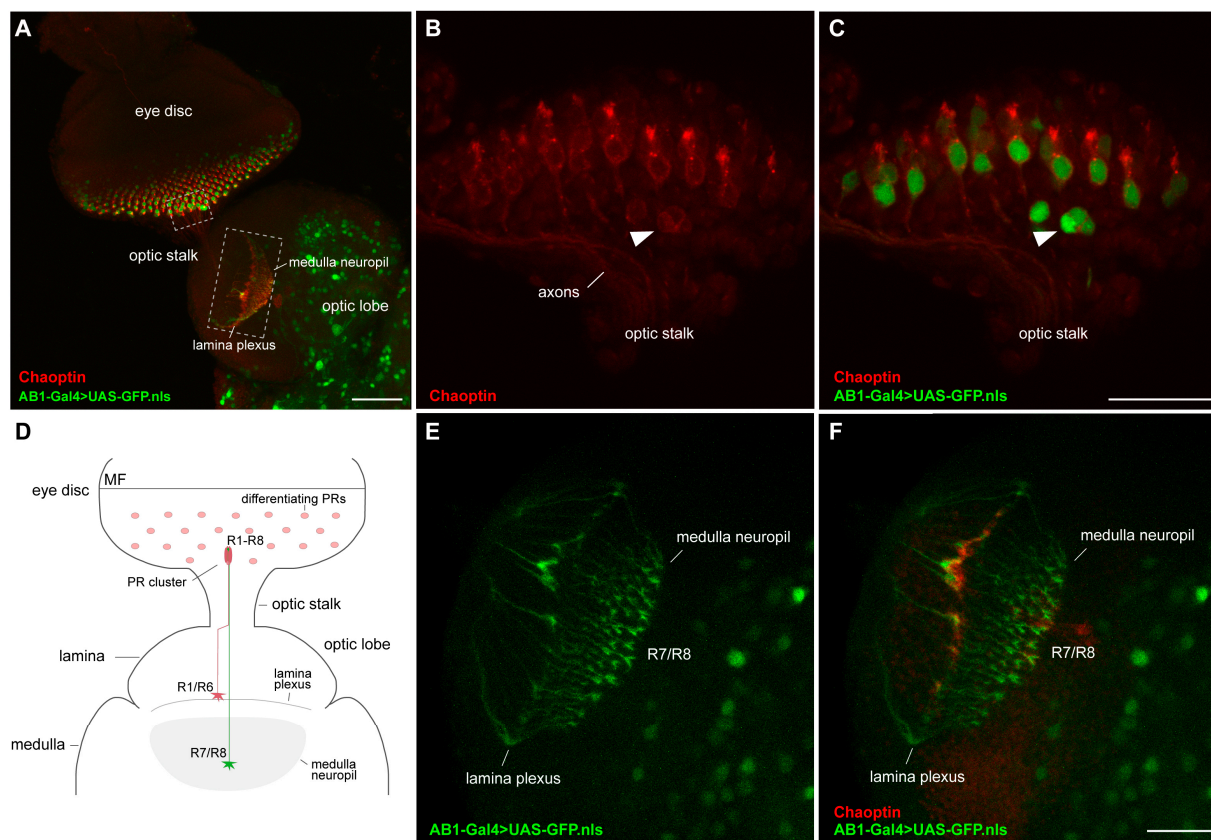 A
eye disc
optic stalk
medulla neuropil
optic lobe
lamina plexus
Chaoptin
AB1-Gal4>UAS-GFP.nls
B
axons
optic stalk
Chaoptin
C
optic stalk
Chaoptin
AB1-Gal4>UAS-GFP.nls
D
MF
eye disc
differentiating PRs
R1-R8
PR cluster
optic stalk
optic lobe
lamina
R1/R6
lamina
plexus
medulla
R7/R8
medulla
neuropil
E
medulla neuropil
R7/R8
lamina plexus
AB1-Gal4>UAS-GFP.nls
F
medulla neuropil
R7/R8
lamina plexus
Chaoptin
AB1-Gal4>UAS-GFP.nls